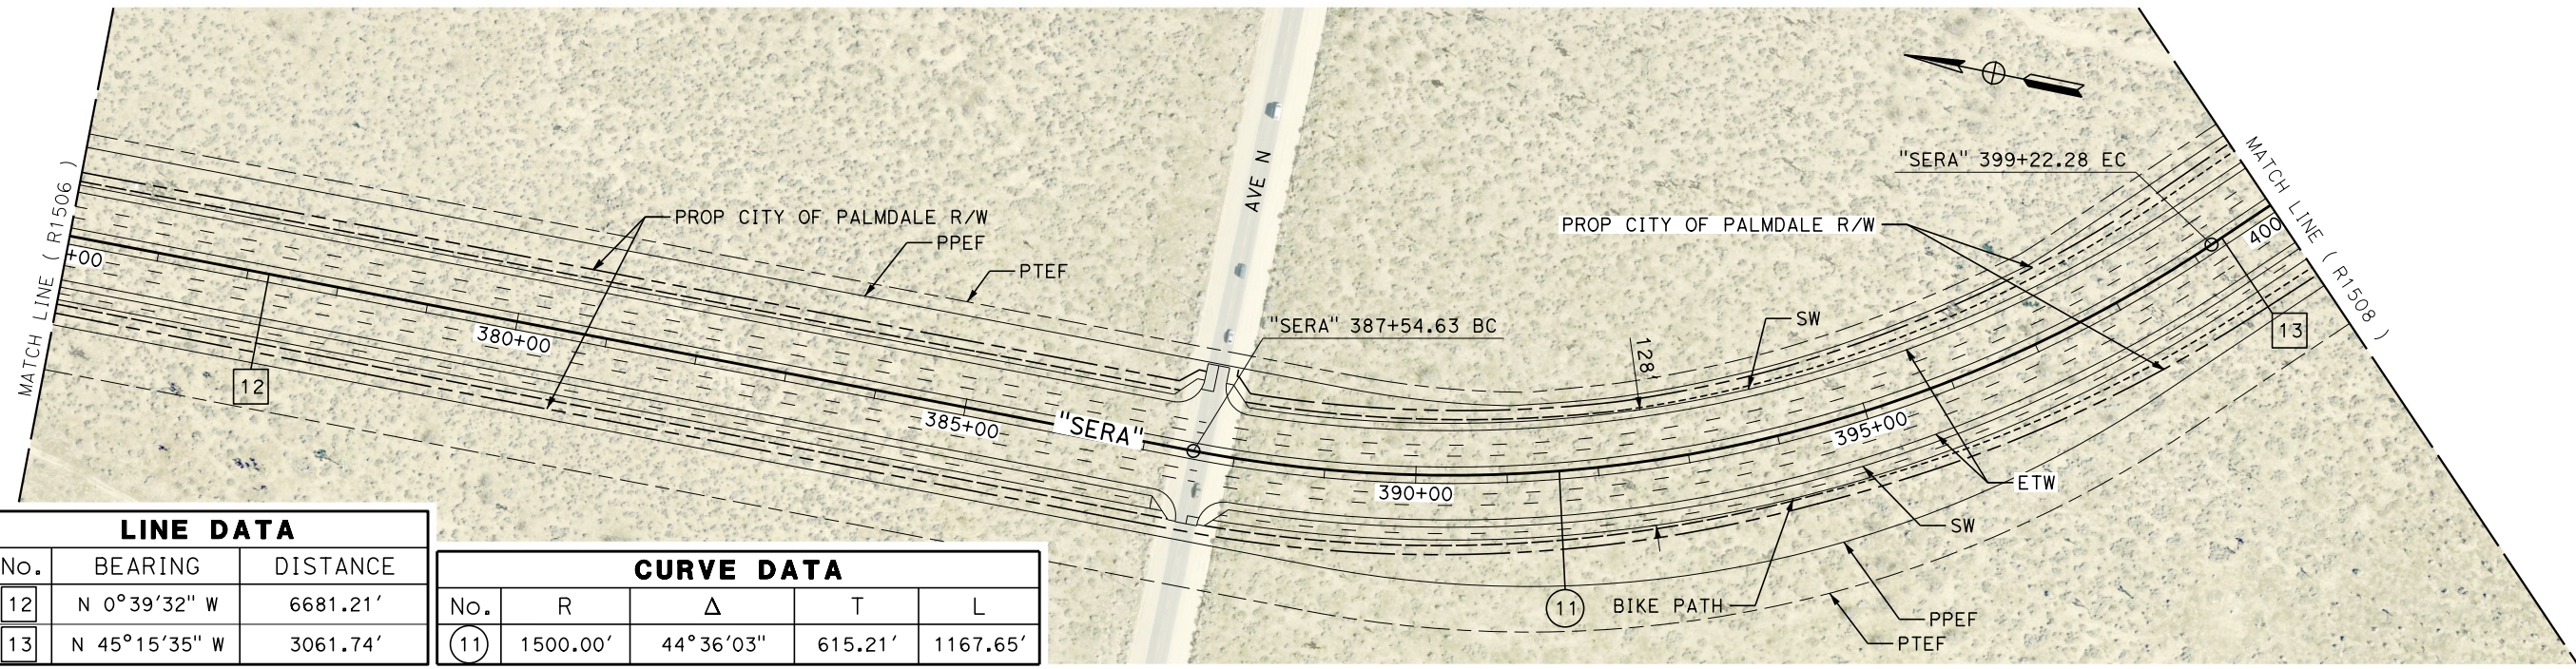 MATCH LINE ( R1506 )
+00
12
PROP CITY OF PALMDALE R/W
PPEF
PTEF
380+00
385+00
"SERA"
AVE N
"SERA" 387+54.63 BC
390+00
11
BIKE PATH
128'
SW
PROP CITY OF PALMDALE R/W
"SERA" 399+22.28 EC
395+00
400
13
MATCH LINE ( R1508 )
ETW
SW
PPEF
PTEF
LINE DATA
No. BEARING DISTANCE
12 N 0°39'32" W 6681.21'
13 N 45°15'35" W 3061.74'
CURVE DATA
No. R Δ T L
11 1500.00' 44°36'03" 615.21' 1167.65'